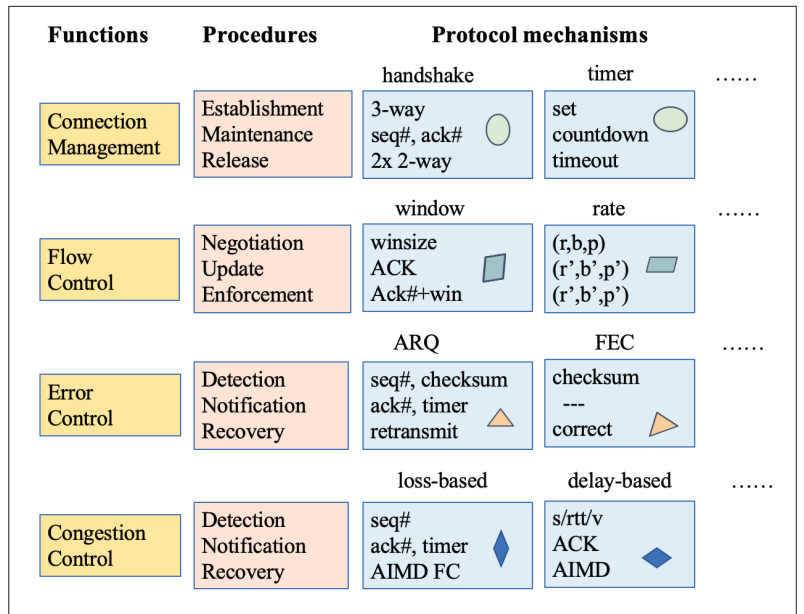 Functions Procedures Protocol mechanisms
handshake timer ……
Connection
Management
Establishment
Maintenance
Release
3-way
seq#, ack#
2x 2-way
set
countdown
timeout
window rate ……
Flow
Control
Negotiation
Update
Enforcement
winsize
ACK
Ack#+win
(r,b,p)
(r’,b’,p’)
(r’,b’,p’)
ARQ FEC ……
Error
Control
Detection
Notification
Recovery
seq#, checksum
ack#, timer
retransmit
checksum
---
correct
loss-based delay-based ……
Congestion
Control
Detection
Notification
Recovery
seq#
ack#, timer
AIMD FC
s/rtt/v
ACK
AIMD